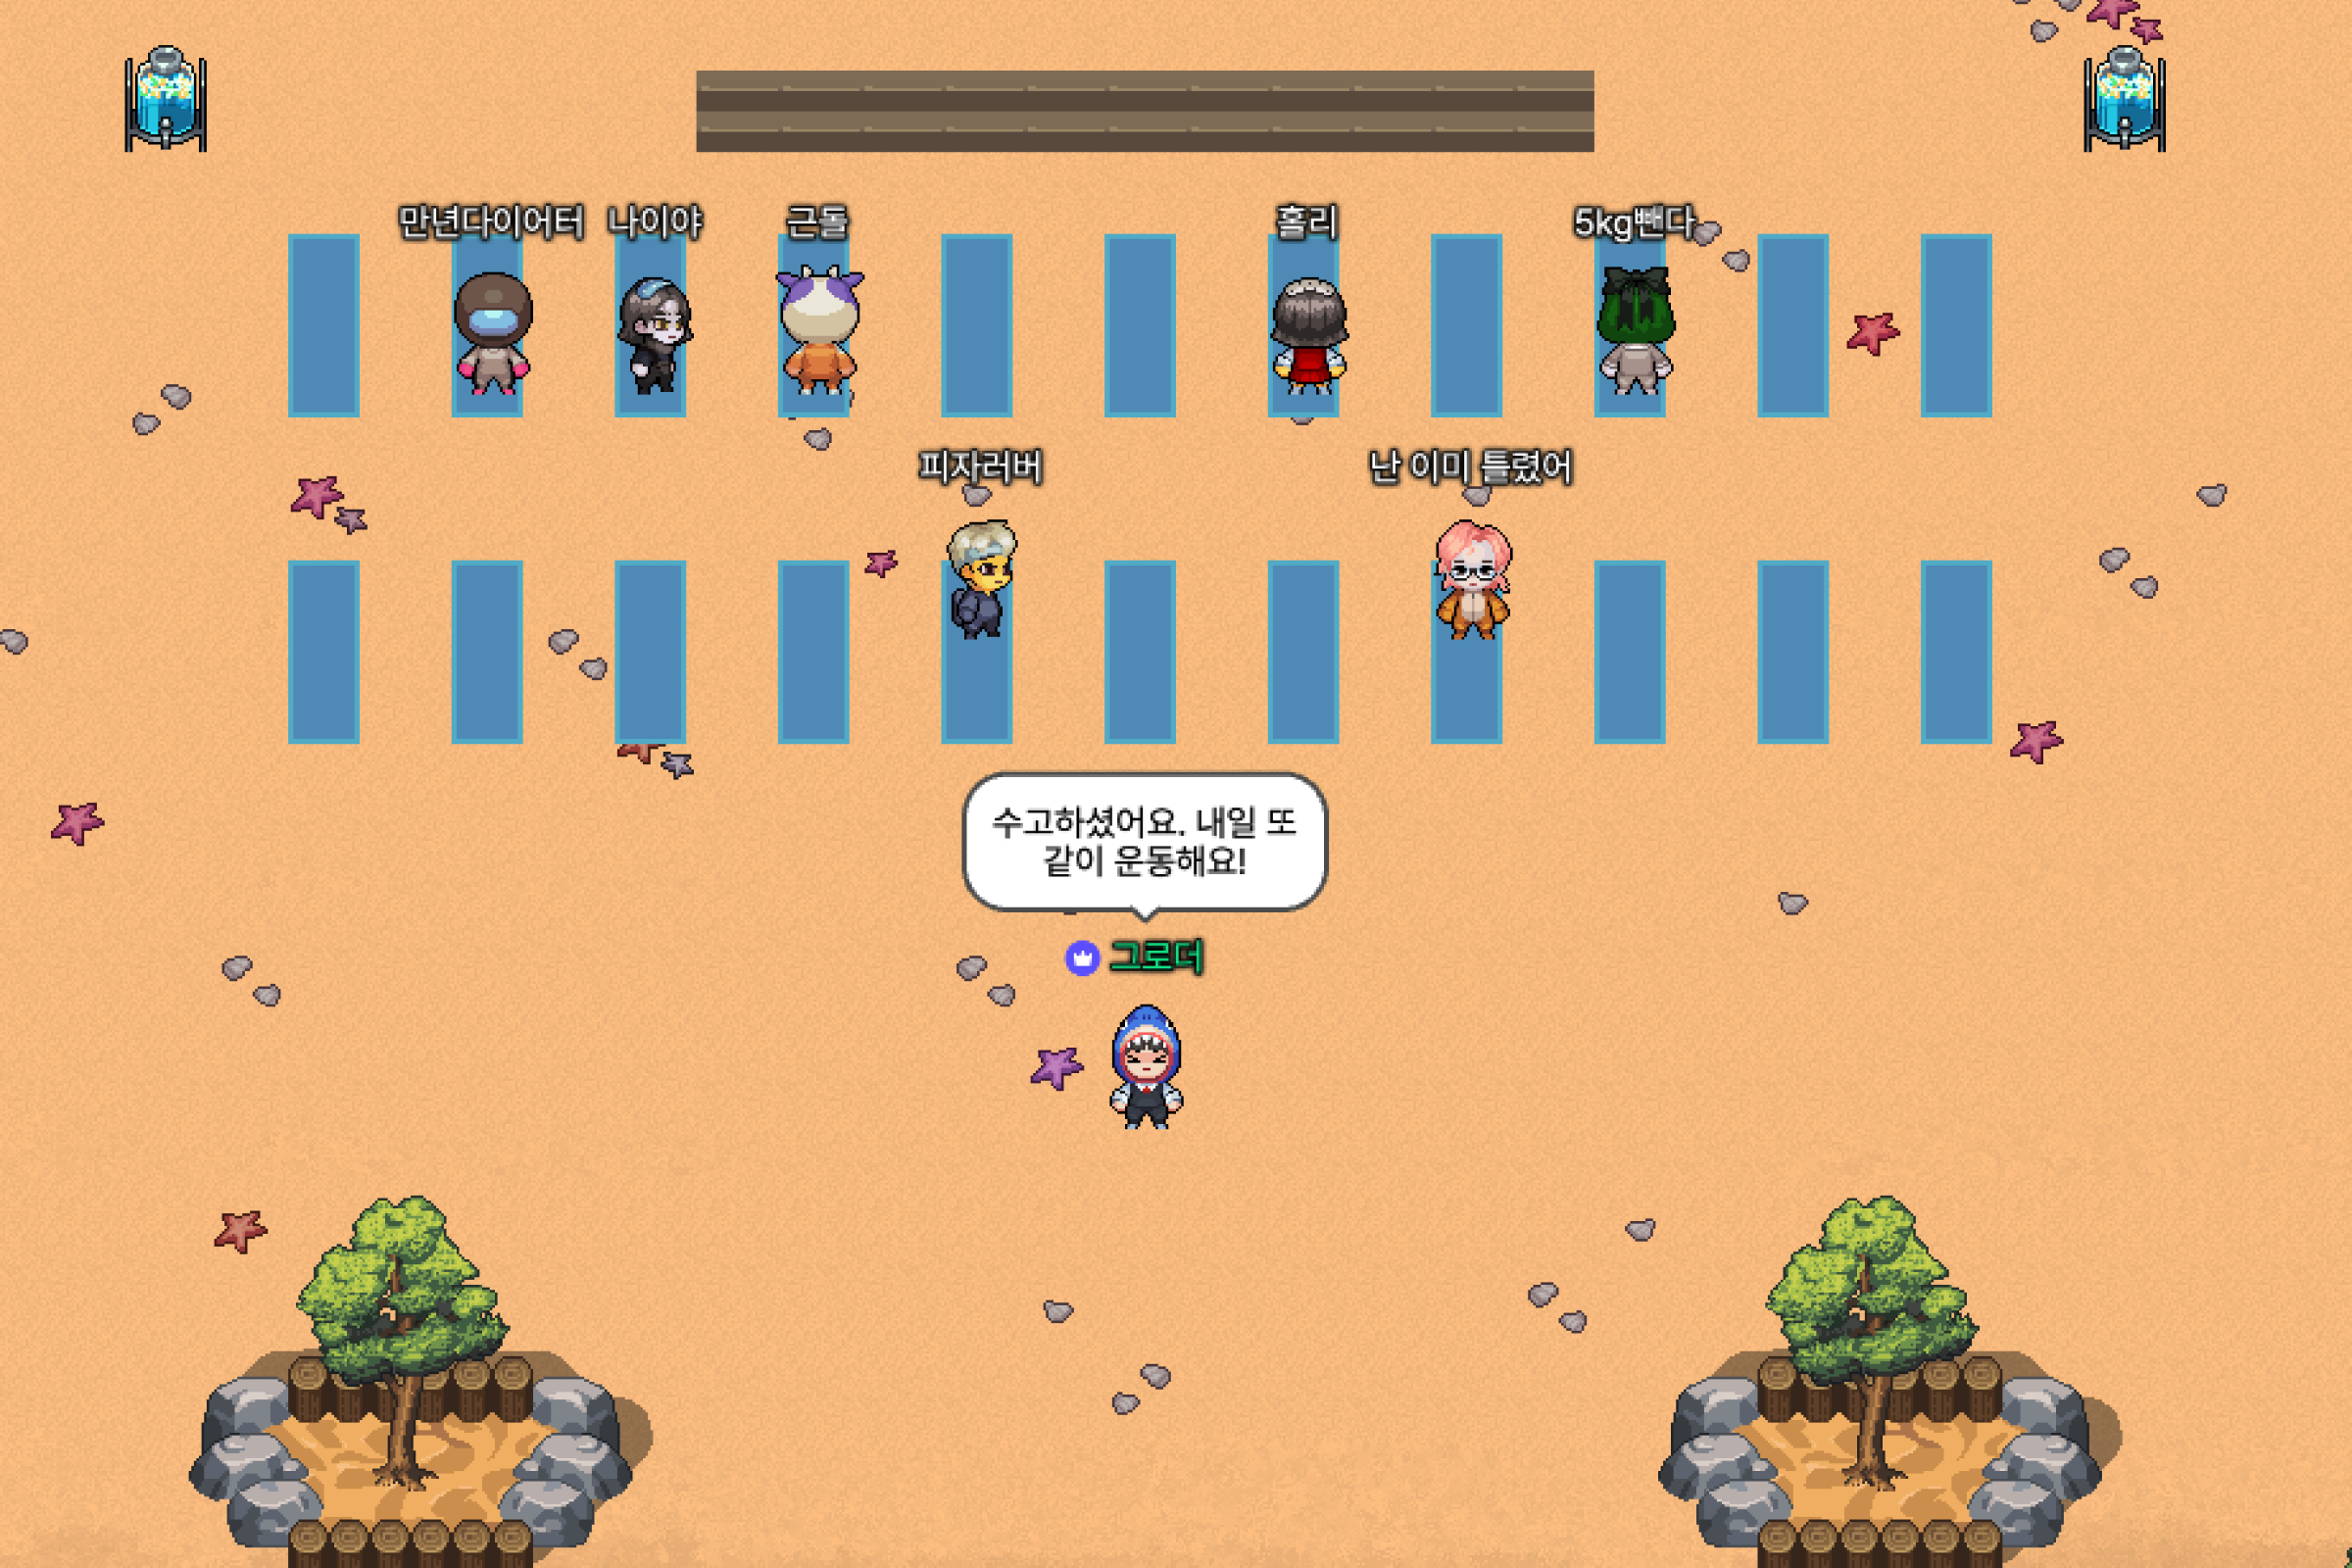 만년다이어터 나이야 근돌 홀리 5kg뺀다
피자러버 난 이미 틀렸어
수고하셨어요. 내일 또
같이 운동해요!
그로더